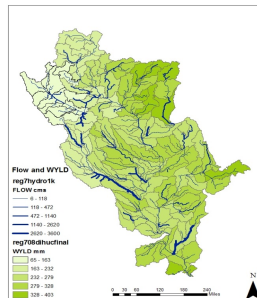 Flow and WYLD
reg7hydro1k
FLOW cms
6 - 118
118 - 472
472 - 1140
1140 - 2620
2620 - 3600
reg708dihucfinal
WYLD mm
65 - 163
163 - 232
232 - 279
279 - 328
328 - 403
N
0 30 60 120 180 240
Miles